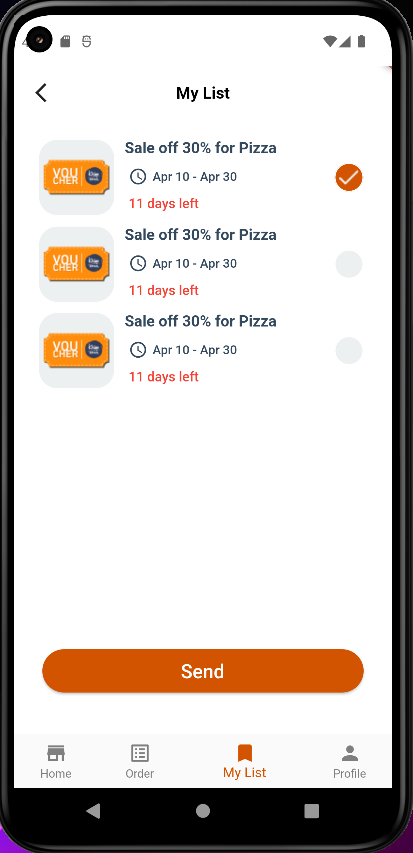 My List
Sale off 30% for Pizza
Apr 10 - Apr 30
11 days left
VOU
CHER
Sale off 30% for Pizza
Apr 10 - Apr 30
11 days left
VOU
CHER
Sale off 30% for Pizza
Apr 10 - Apr 30
11 days left
VOU
CHER
Send
Home
Order
My List
Profile